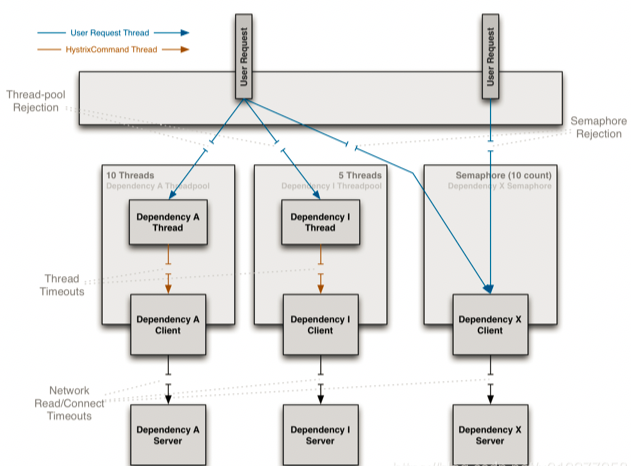 User Request Thread
HystrixCommand Thread
User Request
User Request
Thread-pool
Rejection
Semaphore
Rejection
10 Threads
Dependency A Threadpool
5 Threads
Dependency I Threadpool
Semaphore (10 count)
Dependency X Semaphore
Dependency A
Thread
Dependency I
Thread
Thread
Timeouts
Dependency A
Client
Dependency I
Client
Dependency X
Client
Network
Read/Connect
Timeouts
Dependency A
Server
Dependency I
Server
Dependency X
Server